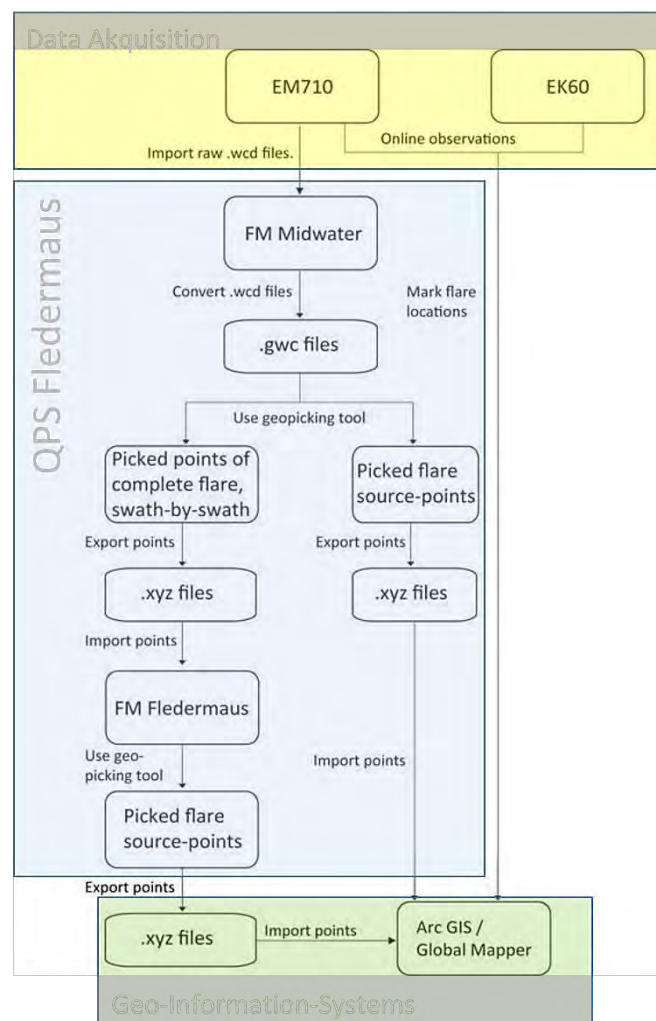 Data Akquisition
EM710
EK60
Online observations
Import raw .wcd files.
QPS Fledermaus
FM Midwater
Convert .wcd files
Mark flare
locations
.gwc files
Use geopicking tool
Picked points of
complete flare,
swath-by-swath
Picked flare
source-points
Export points
Export points
.xyz files
.xyz files
Import points
FM Fledermaus
Use geo-
picking tool
Import points
Picked flare
source-points
Export points
.xyz files
Import points
Arc GIS /
Global Mapper
Geo-Information-Systems